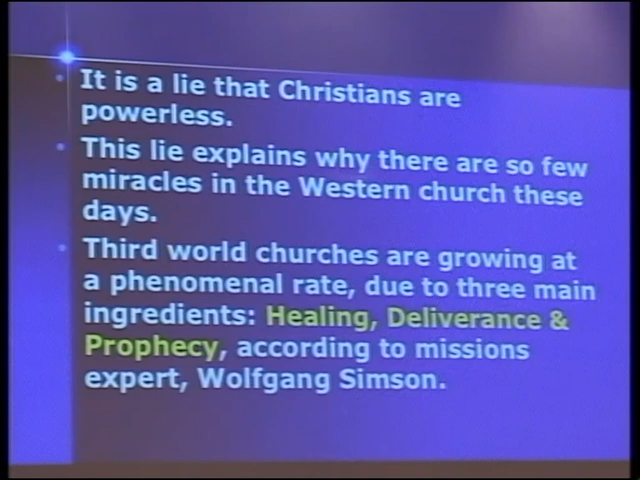 It is a lie that Christians are
powerless.
This lie explains why there are so few
miracles in the Western church these
days.
Third world churches are growing at
a phenomenal rate, due to three main
ingredients: Healing, Deliverance &
Prophecy, according to missions
expert, Wolfgang Simson.